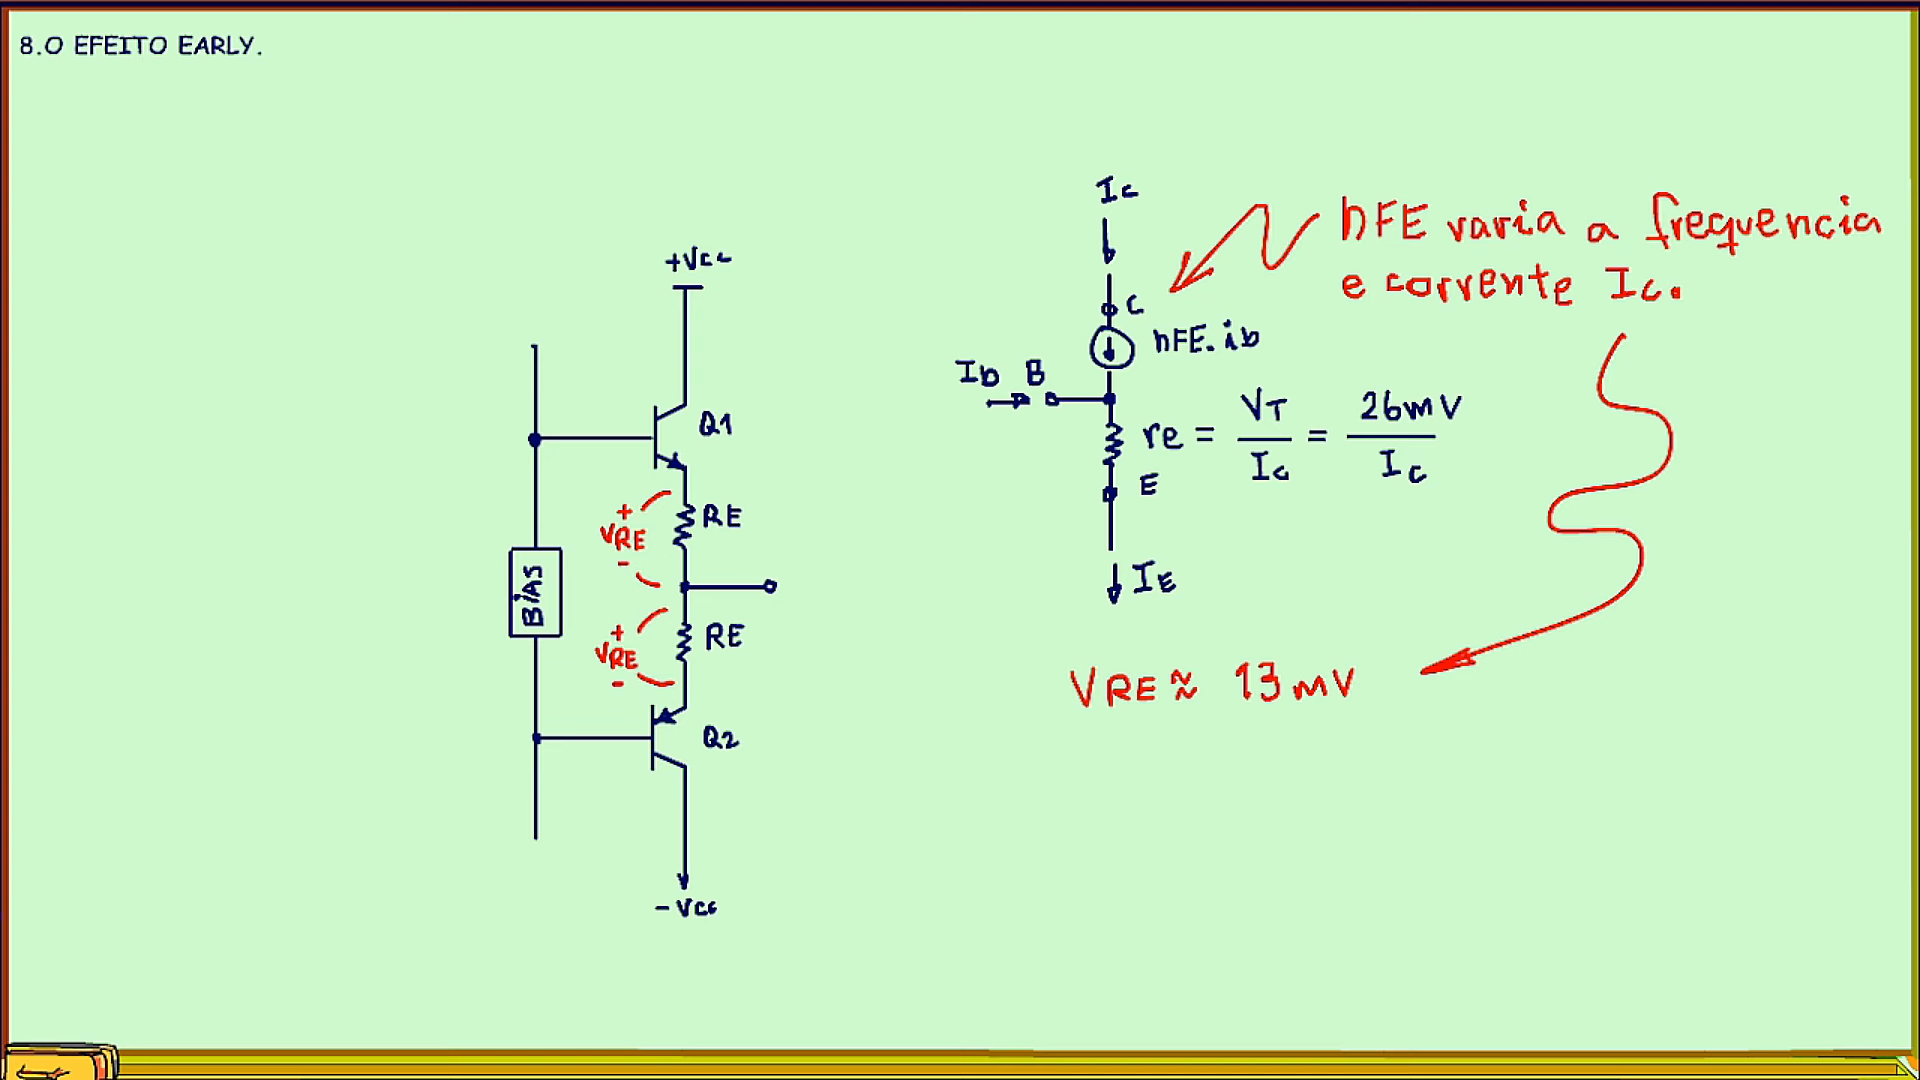 8.O EFEITO EARLY.
+Vcc
Q1
+
VRE
-
RE
BIAS
+
VRE
-
RE
Q2
-Vcc
Ic
C
hFE.ib
Ib B
re = VT / Ic = 26mV / Ic
E
IE
hFE varia a frequencia
e corrente Ic.
VRE ≈ 13mV